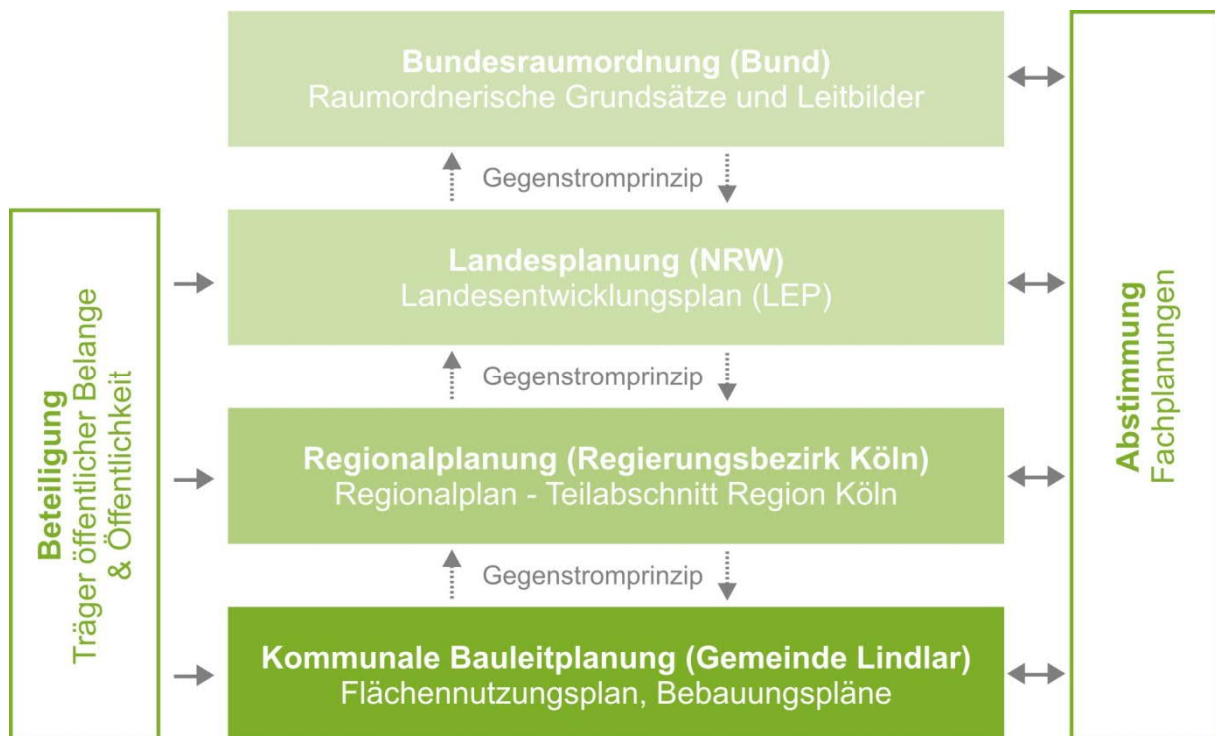 Bundesraumordnung (Bund)
Raumordnerische Grundsätze und Leitbilder
Gegenstromprinzip
Landesplanung (NRW)
Landesentwicklungsplan (LEP)
Gegenstromprinzip
Regionalplanung (Regierungsbezirk Köln)
Regionalplan - Teilabschnitt Region Köln
Gegenstromprinzip
Kommunale Bauleitplanung (Gemeinde Lindlar)
Flächennutzungsplan, Bebauungspläne
Beteiligung
Träger öffentlicher Belange
& Öffentlichkeit
Abstimmung
Fachplanungen